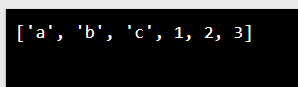 ['a', 'b', 'c', 1, 2, 3]